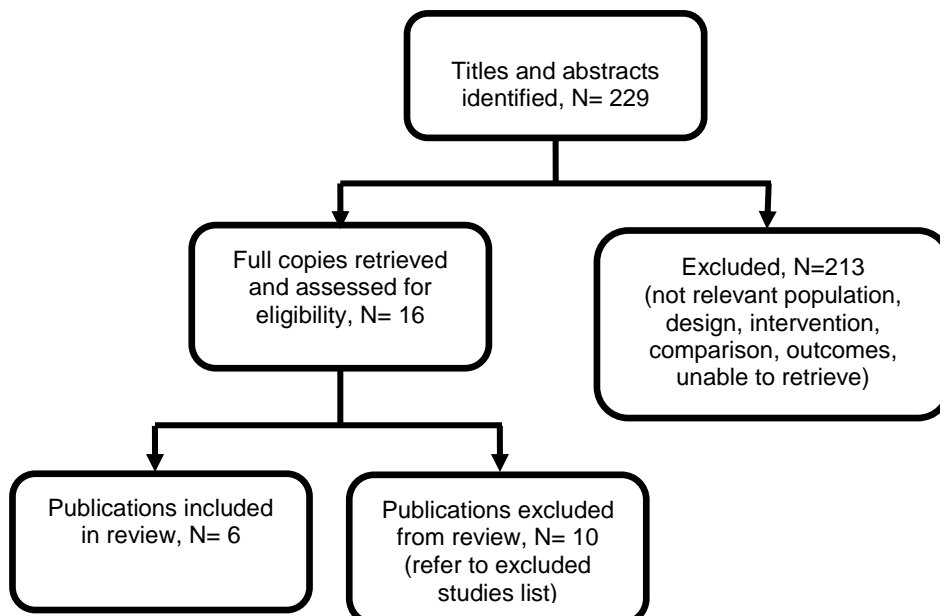 Titles and abstracts
identified, N= 229
Full copies retrieved
and assessed for
eligibility, N= 16
Excluded, N=213
(not relevant population,
design, intervention,
comparison, outcomes,
unable to retrieve)
Publications included
in review, N= 6
Publications excluded
from review, N= 10
(refer to excluded
studies list)